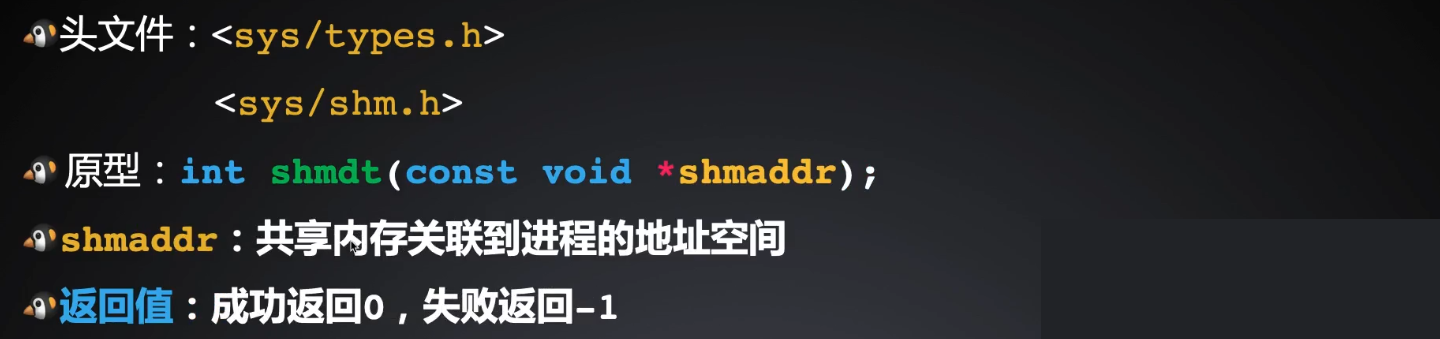 头文件：<sys/types.h>
<sys/shm.h>
原型：int shmdt(const void *shmaddr);
shmaddr：共享内存关联到进程的地址空间
返回值：成功返回0，失败返回-1